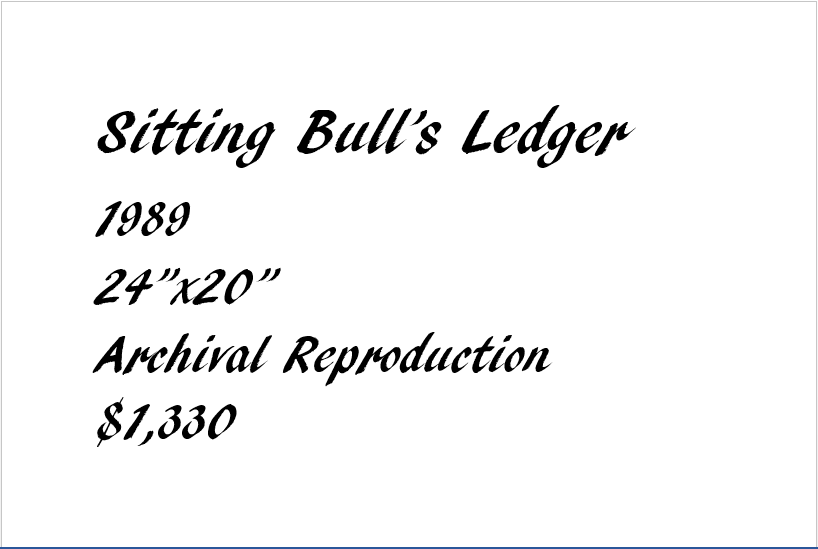 Sitting Bull’s Ledger
1989
24”x20”
Archival Reproduction
$1,330